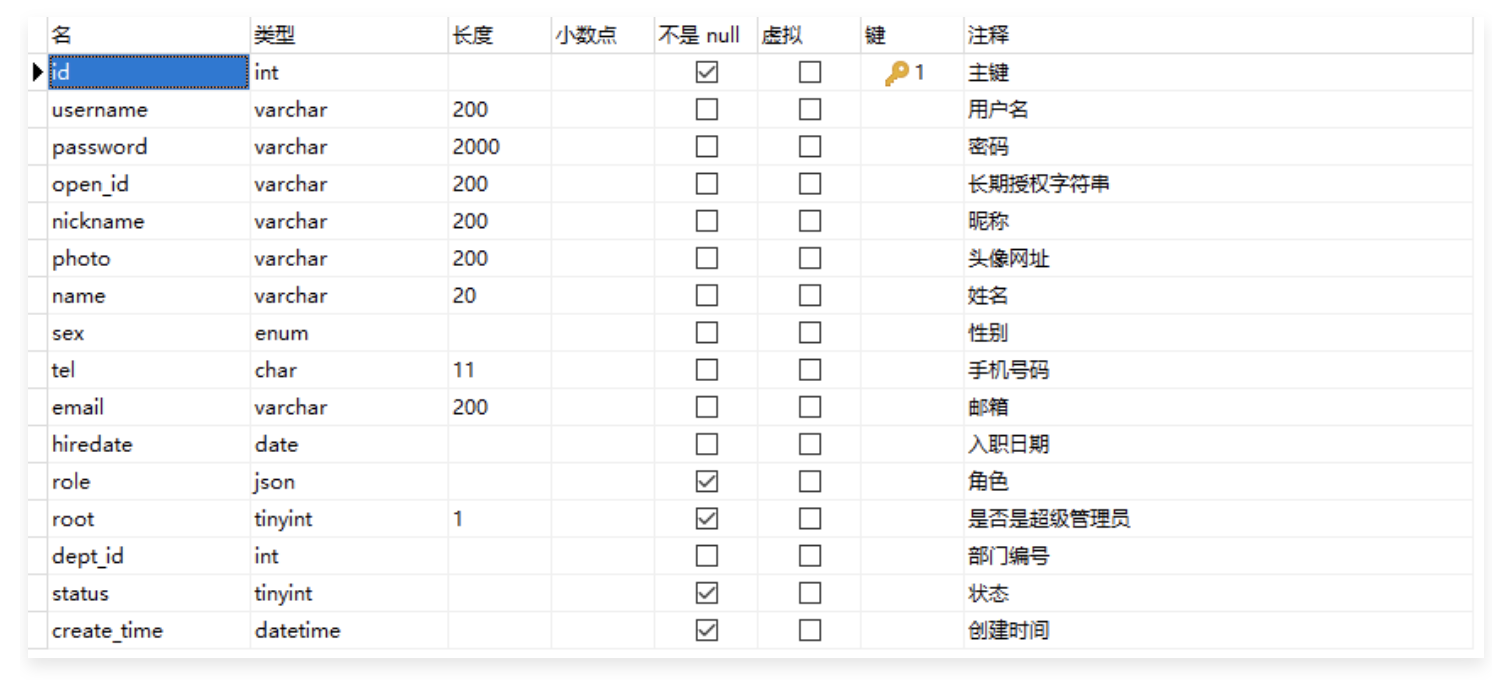 名 类型 长度 小数点 不是 null 虚拟 键 注释
id int 1 主键
username varchar 200 用户名
password varchar 2000 密码
open_id varchar 200 长期授权字符串
nickname varchar 200 昵称
photo varchar 200 头像网址
name varchar 20 姓名
sex enum 性别
tel char 11 手机号码
email varchar 200 邮箱
hiredate date 入职日期
role json 角色
root tinyint 1 是否是超级管理员
dept_id int 部门编号
status tinyint 状态
create_time datetime 创建时间